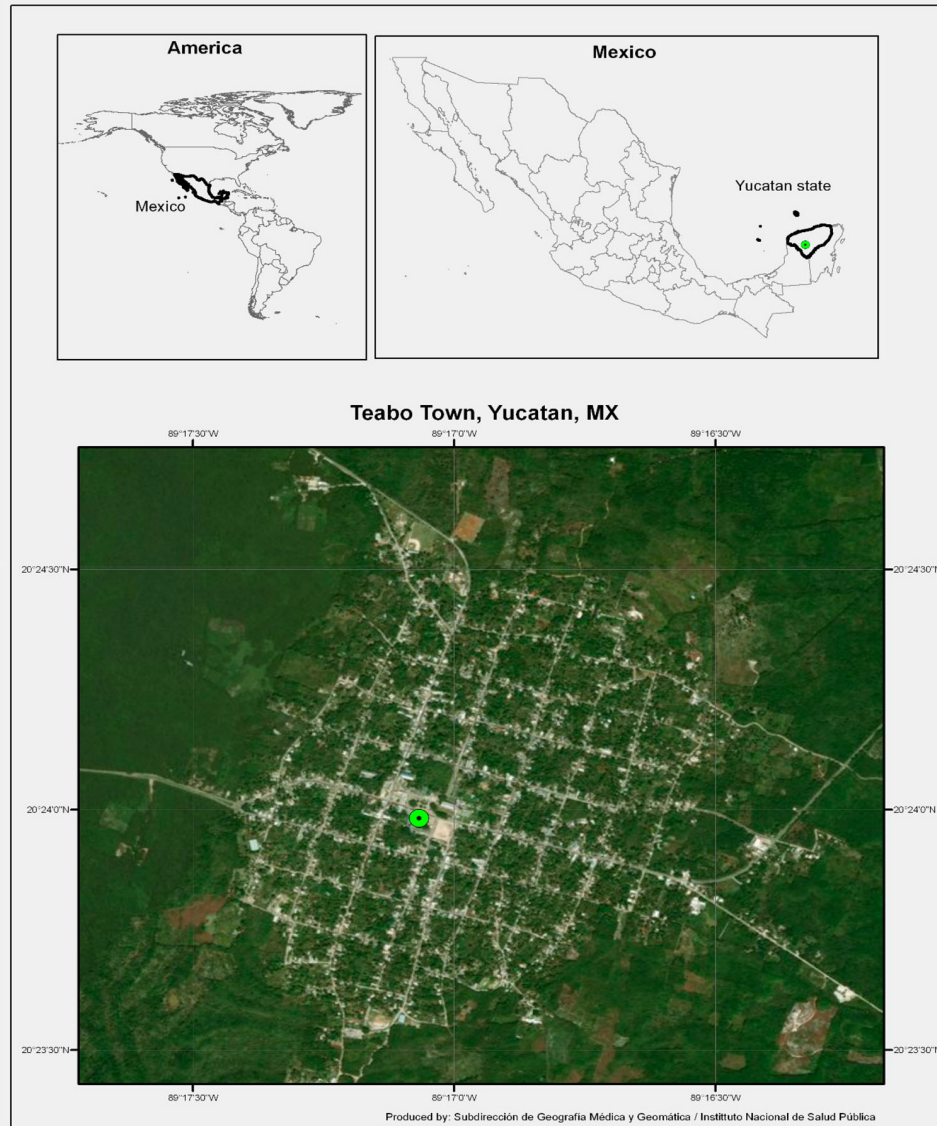 America
Mexico
Mexico
Yucatan state
Teabo Town, Yucatan, MX
89°17'30"W
89°17'0"W
89°16'30"W
20°24'30"N
20°24'30"N
20°24'0"N
20°24'0"N
20°23'30"N
20°23'30"N
89°17'30"W
89°17'0"W
89°16'30"W
Produced by: Subdirección de Geografía Médica y Geomática / Instituto Nacional de Salud Pública